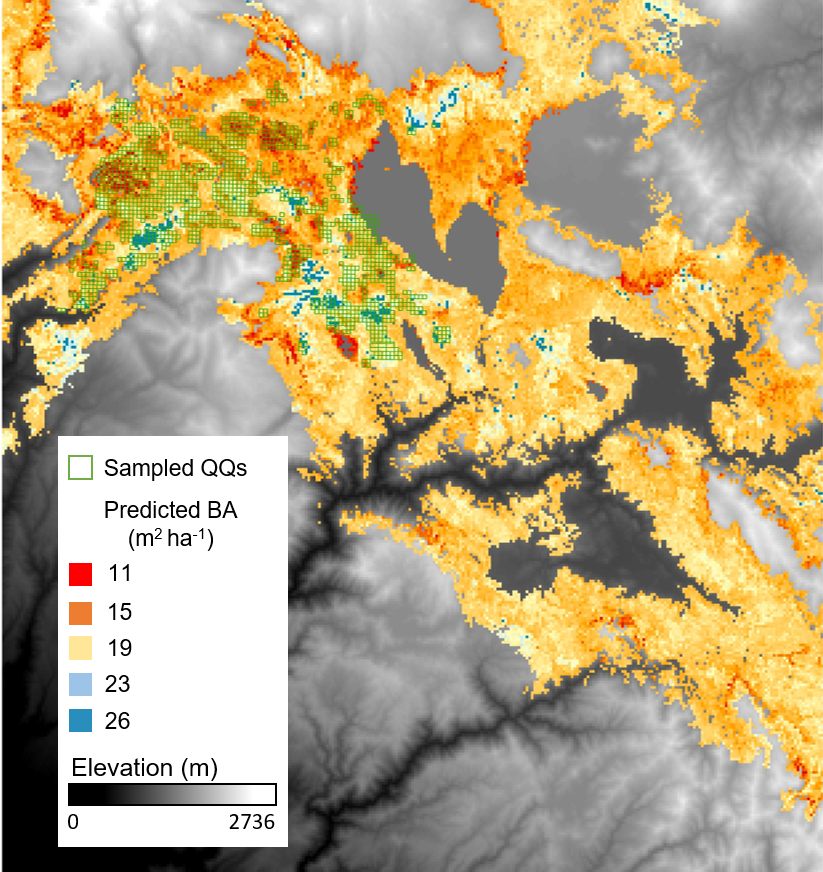 Sampled QQs
Predicted BA
(m² ha⁻¹)
11
15
19
23
26
Elevation (m)
0 2736